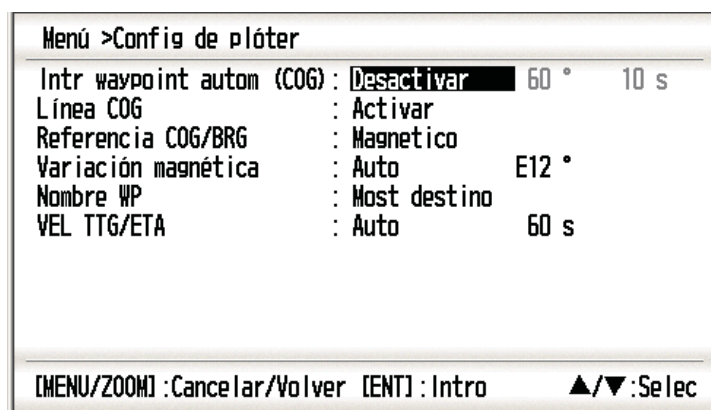 Menú >Config de plóter
Intr waypoint autom (COG) : Desactivar 60 ° 10 s
Línea COG : Activar
Referencia COG/BRG : Magnetico
Variación magnética : Auto E12 °
Nombre WP : Most destino
VEL TTG/ETA : Auto 60 s
[MENU/ZOOM] :Cancelar/Volver [ENT] : Intro ▲/▼ :Selec